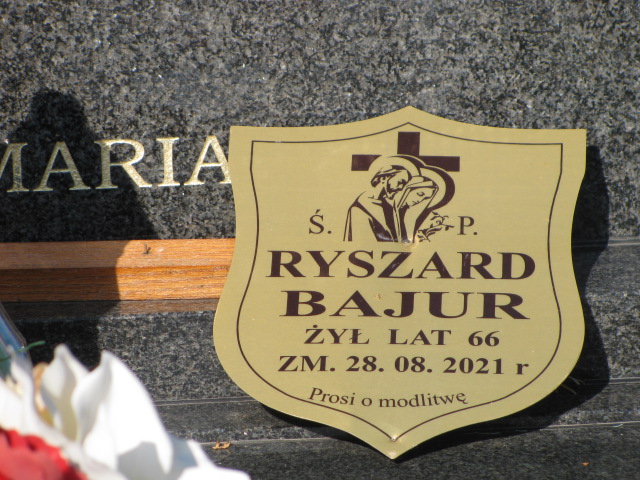 MARIA
Ś. P.
RYSZARD
BAJUR
ŻYŁ LAT 66
ZM. 28. 08. 2021 r
Prosi o modlitwę